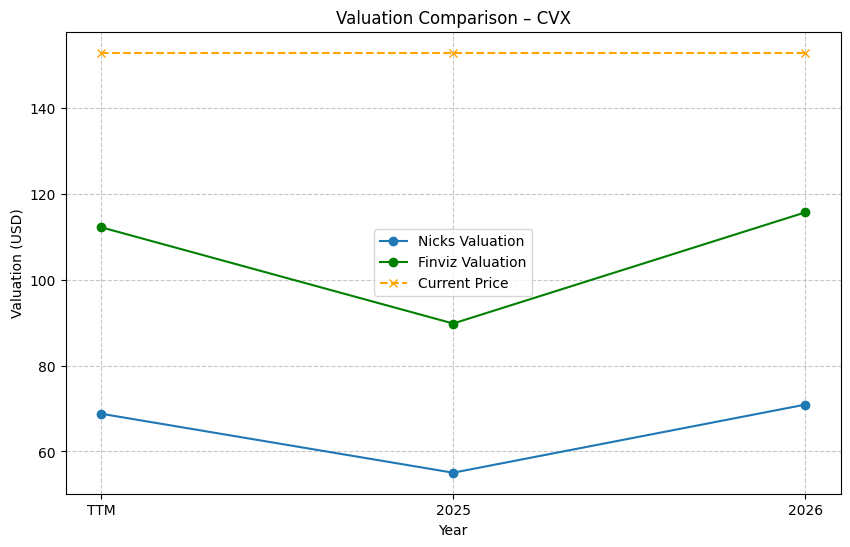 Valuation Comparison – CVX
Valuation (USD)
140
120
100
80
60
Nicks Valuation
Finviz Valuation
Current Price
TTM
2025
2026
Year